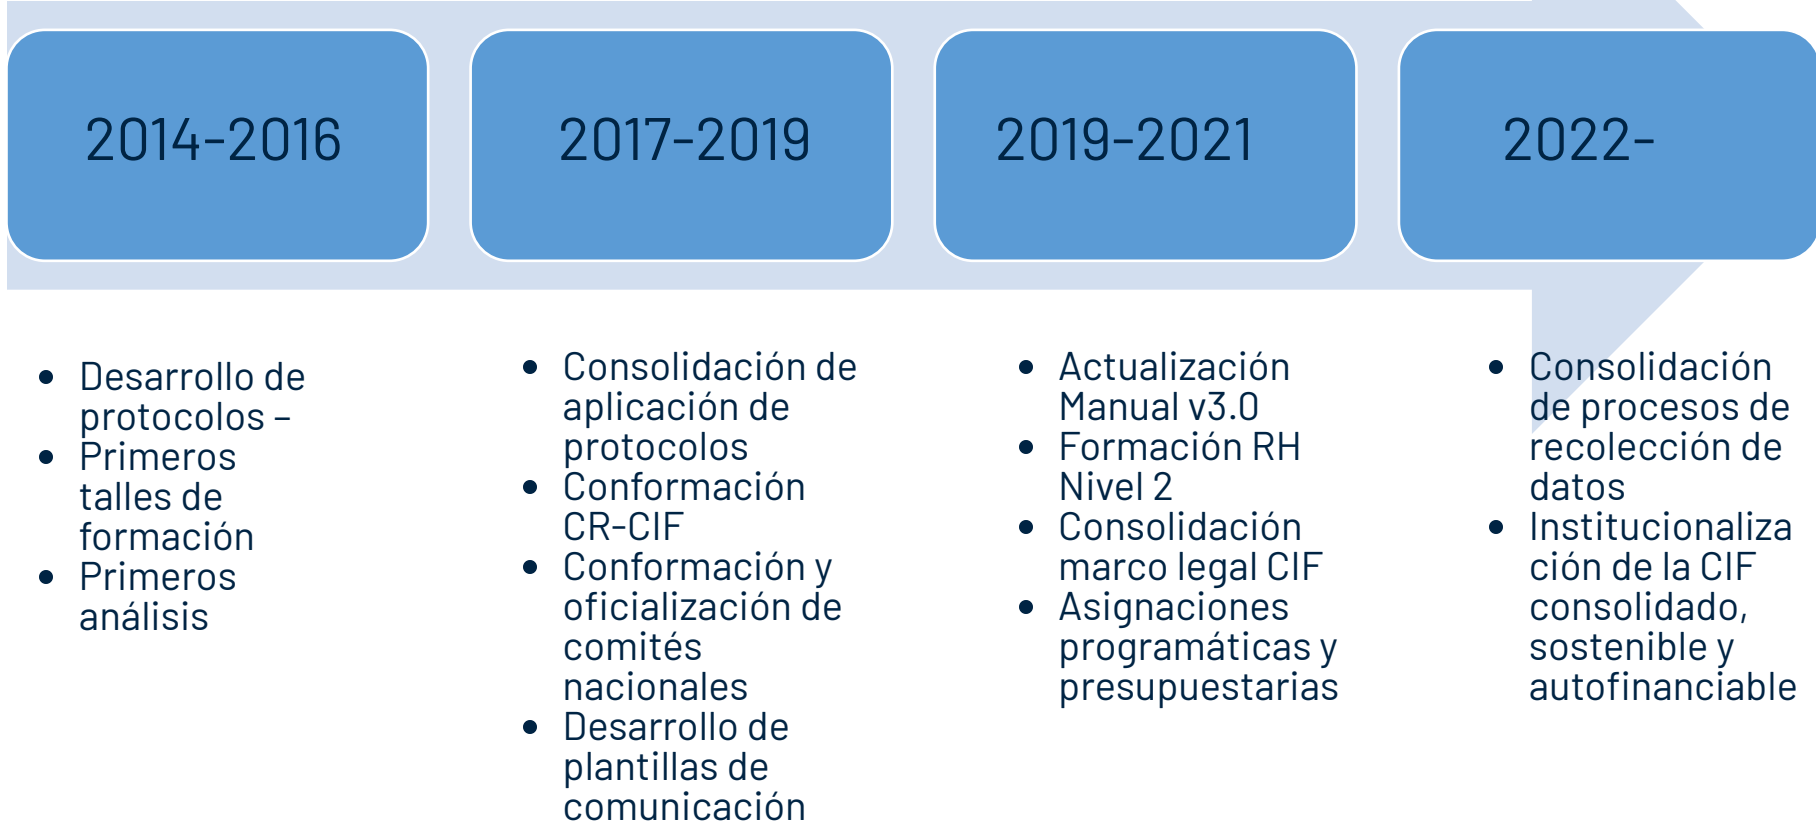 2014-2016
2017-2019
2019-2021
2022-
• Desarrollo de
protocolos –
• Primeros
talles de
formación
• Primeros
análisis
• Consolidación de
aplicación de
protocolos
• Conformación
CR-CIF
• Conformación y
oficialización de
comités
nacionales
• Desarrollo de
plantillas de
comunicación
• Actualización
Manual v3.0
• Formación RH
Nivel 2
• Consolidación
marco legal CIF
• Asignaciones
programáticas y
presupuestarias
• Consolidación
de procesos de
recolección de
datos
• Institucionaliza
ción de la CIF
consolidado,
sostenible y
autofinanciable